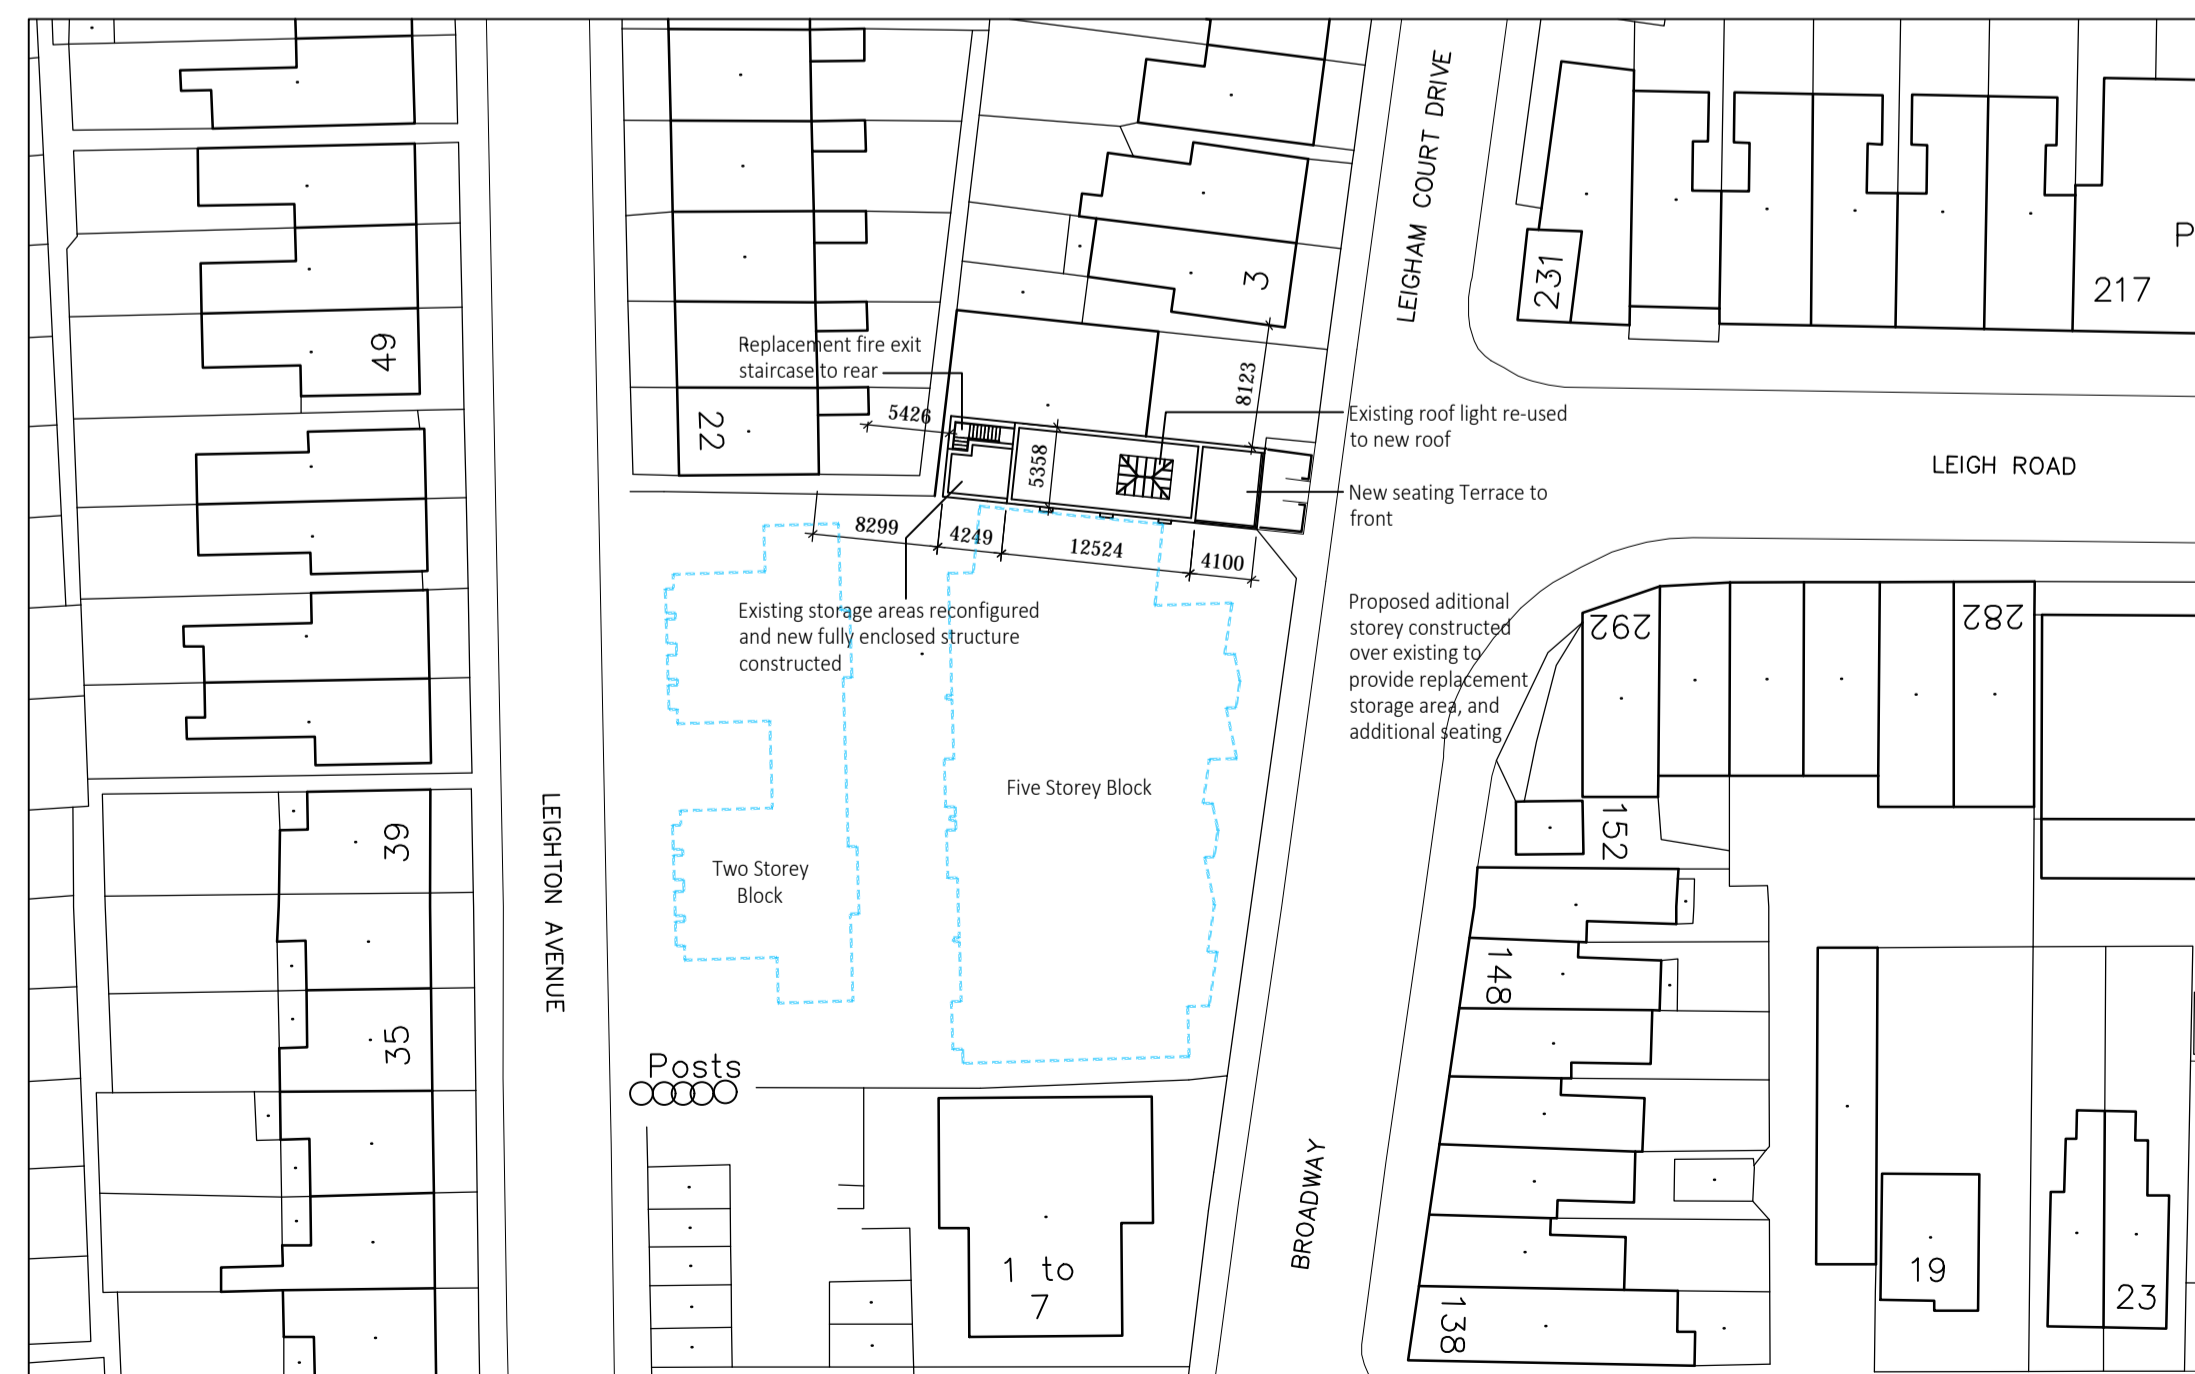 LEIGHAM COURT DRIVE
231
217
P
3
49
Replacement fire exit
staircase to rear
22
5426
8123
5358
Existing roof light re-used
to new roof
LEIGH ROAD
New seating Terrace to
front
8299
4249
12524
4100
Existing storage areas reconfigured
and new fully enclosed structure
constructed
Proposed aditional
storey constructed
over existing to
provide replacement
storage area, and
additional seating
292
282
Five Storey Block
Two Storey
Block
39
LEIGHTON AVENUE
152
148
35
Posts
BROADWAY
1 to
7
19
23
138